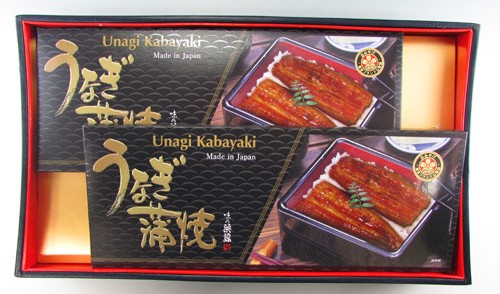 Unagi Kabayaki
Made in Japan
うなぎ
蒲焼
Unagi Kabayaki
Made in Japan
うなぎ
蒲焼